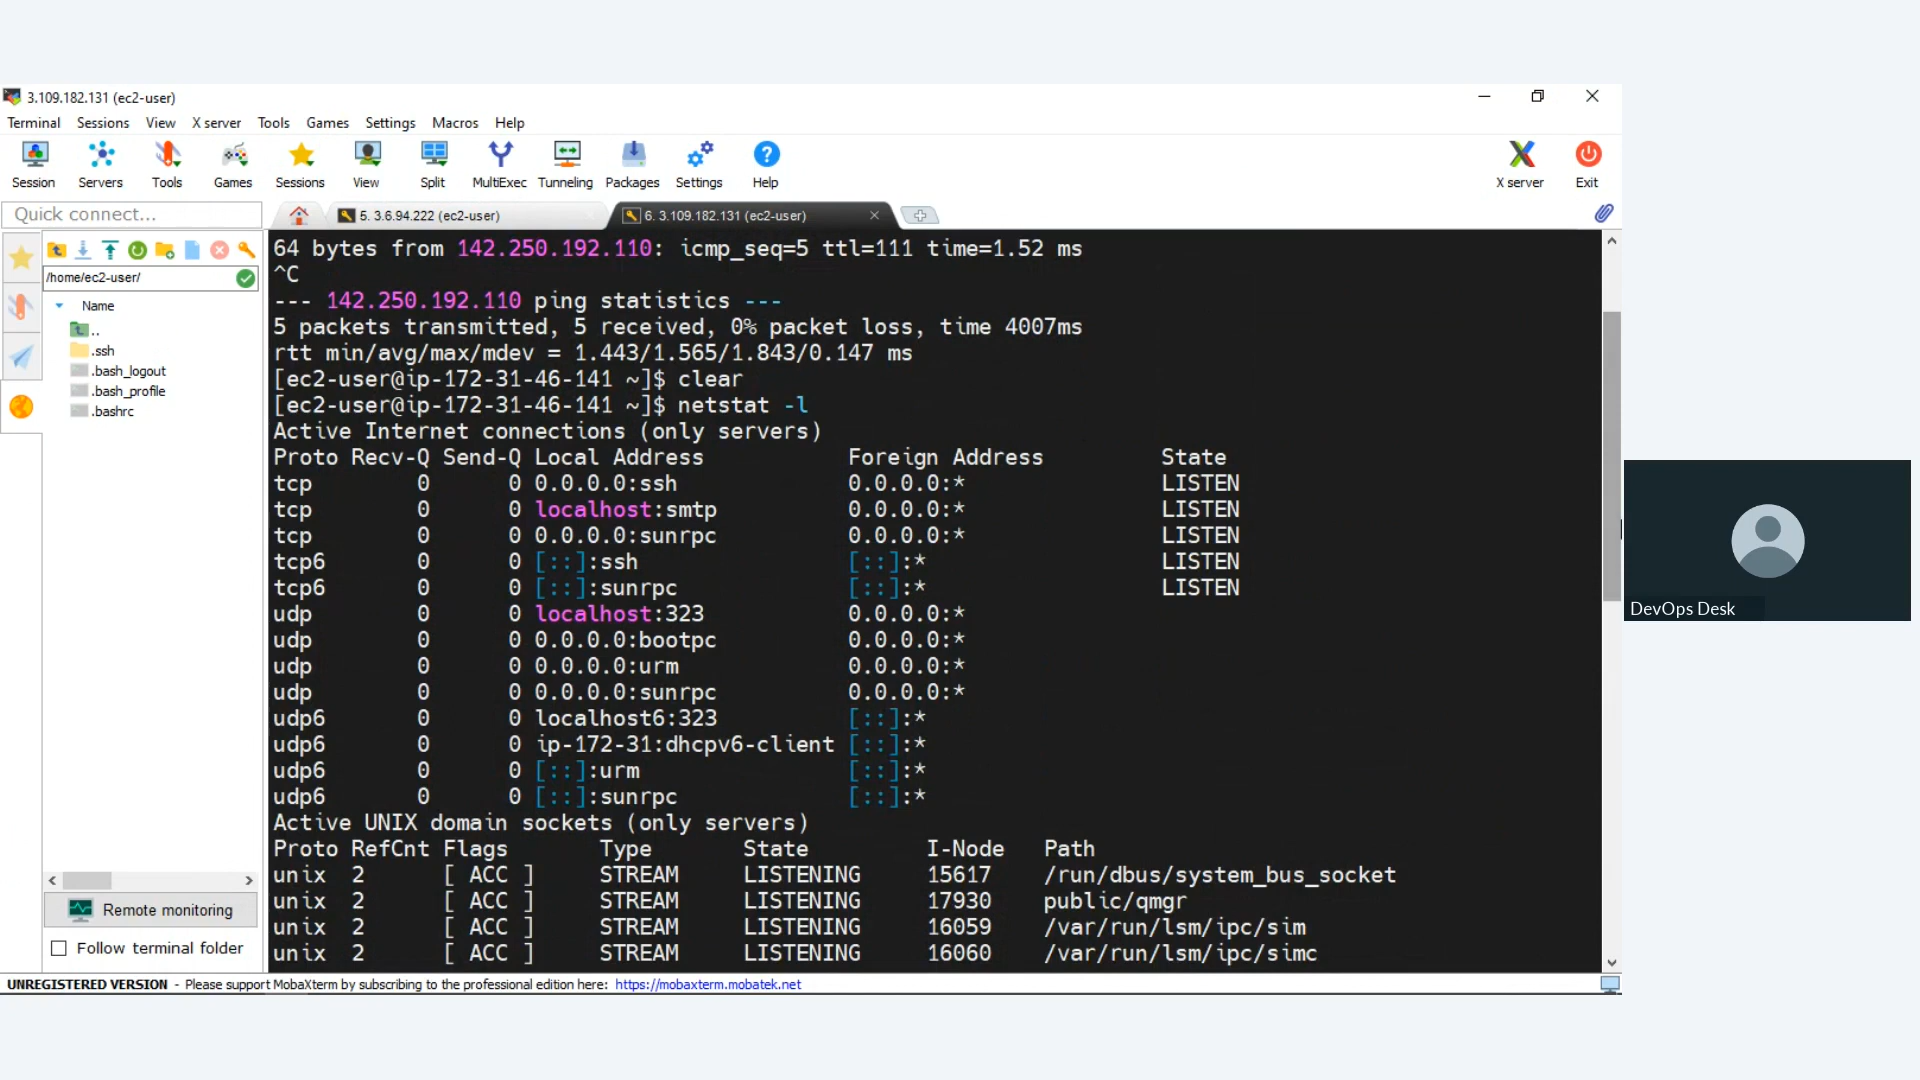 3.109.182.131 (ec2-user)
Terminal Sessions View X server Tools Games Settings Macros Help
Session Servers Tools Games Sessions View Split MultiExec Tunneling Packages Settings Help X server Exit
Quick connect...
5. 3.6.94.222 (ec2-user)
6. 3.109.182.131 (ec2-user)
/home/ec2-user/
Name
..
.ssh
.bash_logout
.bash_profile
.bashrc
Remote monitoring
Follow terminal folder
64 bytes from 142.250.192.110: icmp_seq=5 ttl=111 time=1.52 ms
^C
--- 142.250.192.110 ping statistics ---
5 packets transmitted, 5 received, 0% packet loss, time 4007ms
rtt min/avg/max/mdev = 1.443/1.565/1.843/0.147 ms
[ec2-user@ip-172-31-46-141 ~]$ clear
[ec2-user@ip-172-31-46-141 ~]$ netstat -l
Active Internet connections (only servers)
Proto Recv-Q Send-Q Local Address Foreign Address State
tcp 0 0 0.0.0.0:ssh 0.0.0.0:* LISTEN
tcp 0 0 localhost:smtp 0.0.0.0:* LISTEN
tcp 0 0 0.0.0.0:sunrpc 0.0.0.0:* LISTEN
tcp6 0 0 [::]:ssh [::]:* LISTEN
tcp6 0 0 [::]:sunrpc [::]:* LISTEN
udp 0 0 localhost:323 0.0.0.0:*
udp 0 0 0.0.0.0:bootpc 0.0.0.0:*
udp 0 0 0.0.0.0:urm 0.0.0.0:*
udp 0 0 0.0.0.0:sunrpc 0.0.0.0:*
udp6 0 0 localhost6:323 [::]:*
udp6 0 0 ip-172-31:dhcpv6-client [::]:*
udp6 0 0 [::]:urm [::]:*
udp6 0 0 [::]:sunrpc [::]:*
Active UNIX domain sockets (only servers)
Proto RefCnt Flags Type State I-Node Path
unix 2 [ ACC ] STREAM LISTENING 15617 /run/dbus/system_bus_socket
unix 2 [ ACC ] STREAM LISTENING 17930 public/qmgr
unix 2 [ ACC ] STREAM LISTENING 16059 /var/run/lsm/ipc/sim
unix 2 [ ACC ] STREAM LISTENING 16060 /var/run/lsm/ipc/simc
UNREGISTERED VERSION - Please support MobaXterm by subscribing to the professional edition here: https://mobaxterm.mobatek.net
DevOps Desk